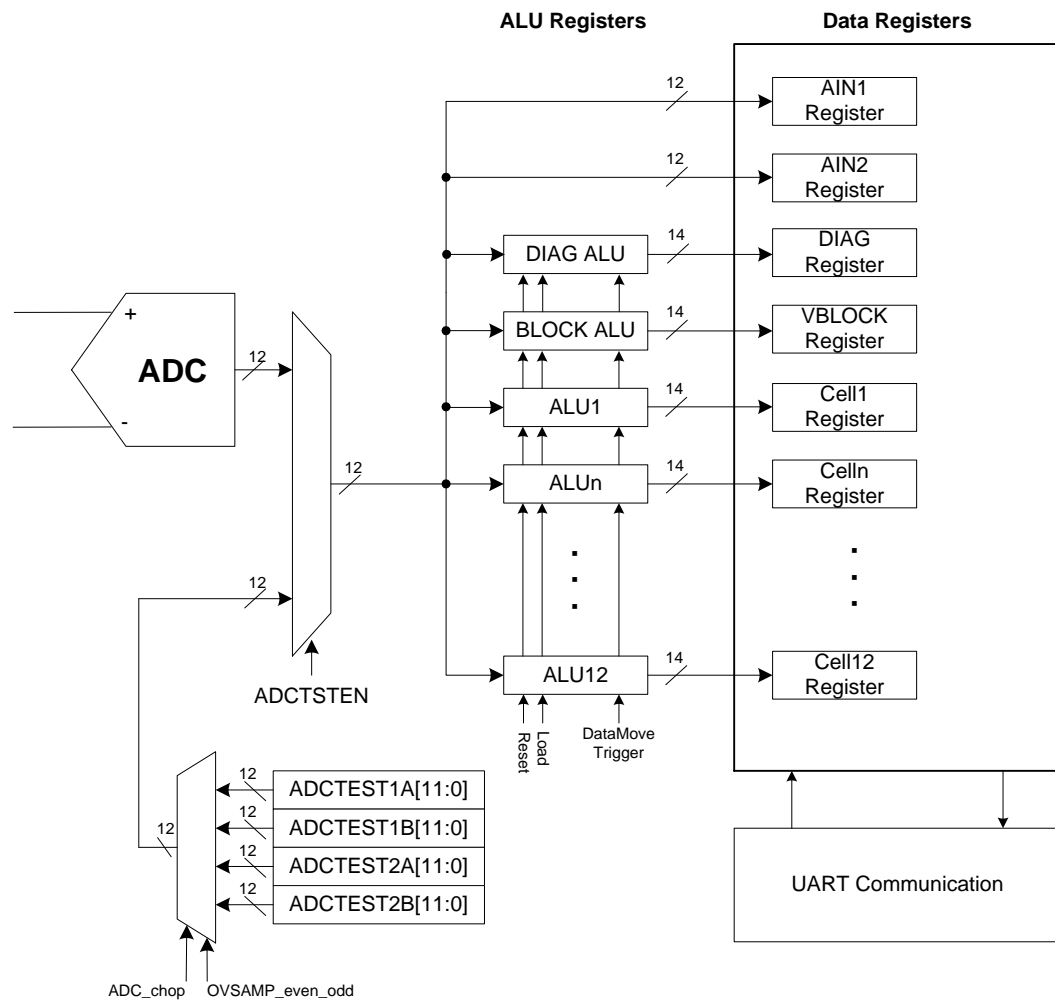 ALU Registers
Data Registers
12
AIN1
Register
12
AIN2
Register
DIAG ALU
14
DIAG
Register
BLOCK ALU
14
VBLOCK
Register
+
ADC
-
12
ALU1
14
Cell1
Register
12
ALUn
14
Celln
Register
12
ADCTSTEN
ALU12
14
Cell12
Register
Reset
Load
DataMove
Trigger
12
ADCTEST1A[11:0]
12
ADCTEST1B[11:0]
12
12
ADCTEST2A[11:0]
12
ADCTEST2B[11:0]
UART Communication
ADC_chop
OVSAMP_even_odd